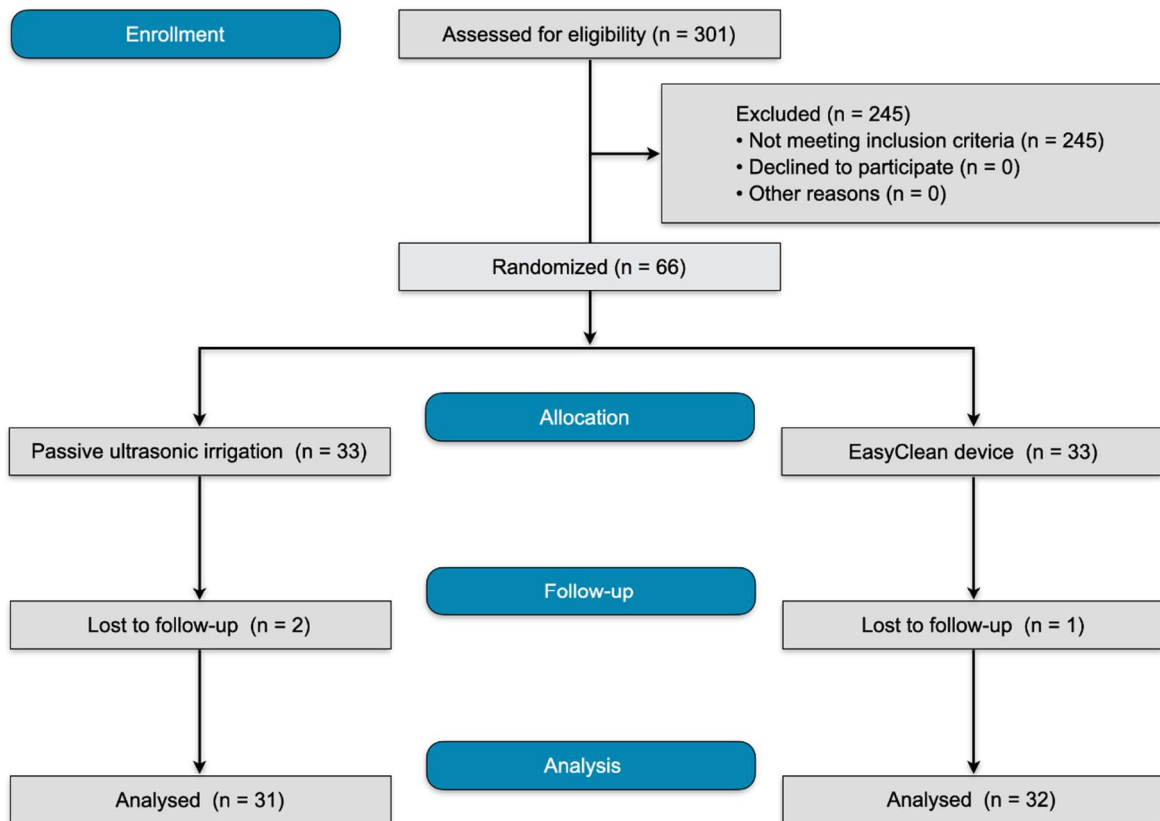 Enrollment
Assessed for eligibility (n = 301)
Excluded (n = 245)
• Not meeting inclusion criteria (n = 245)
• Declined to participate (n = 0)
• Other reasons (n = 0)
Randomized (n = 66)
Allocation
Passive ultrasonic irrigation (n = 33)
EasyClean device (n = 33)
Follow-up
Lost to follow-up (n = 2)
Lost to follow-up (n = 1)
Analysis
Analysed (n = 31)
Analysed (n = 32)